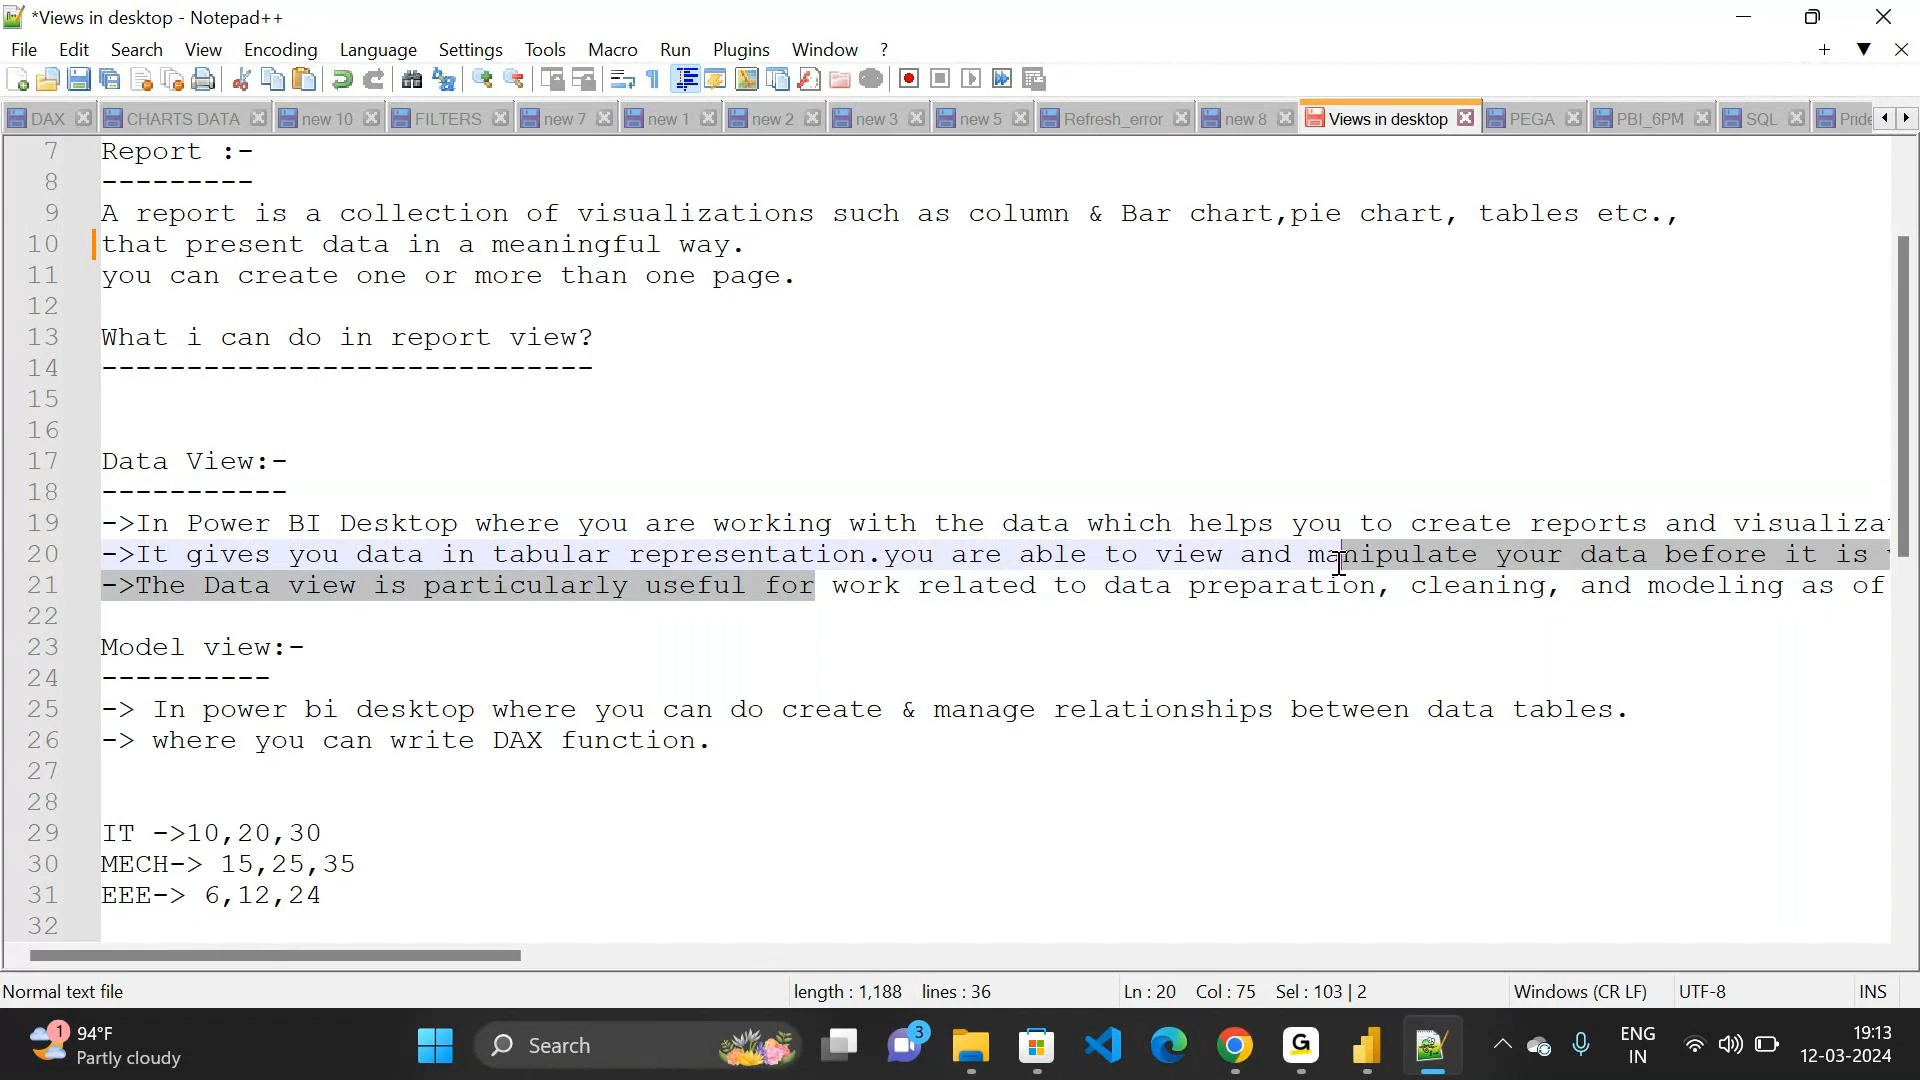 *Views in desktop - Notepad++
File Edit Search View Encoding Language Settings Tools Macro Run Plugins Window ?
DAX CHARTS DATA new 10 FILTERS new 7 new 1 new 2 new 3 new 5 Refresh_error new 8 Views in desktop PEGA PBI_6PM SQL Pride
7 Report :-
8 ---------
9 A report is a collection of visualizations such as column & Bar chart,pie chart, tables etc.,
10 that present data in a meaningful way.
11 you can create one or more than one page.
12
13 What i can do in report view?
14 -----------------------------
15
16
17 Data View:-
18 -----------
19 ->In Power BI Desktop where you are working with the data which helps you to create reports and visualiza
20 ->It gives you data in tabular representation.you are able to view and manipulate your data before it is
21 ->The Data view is particularly useful for work related to data preparation, cleaning, and modeling as of
22
23 Model view:-
24 ----------
25 -> In power bi desktop where you can do create & manage relationships between data tables.
26 -> where you can write DAX function.
27
28
29 IT ->10,20,30
30 MECH-> 15,25,35
31 EEE-> 6,12,24
32
Normal text file length : 1,188 lines : 36 Ln : 20 Col : 75 Sel : 103 | 2 Windows (CR LF) UTF-8 INS
1 94°F Search 3 ENG 19:13
Partly cloudy IN 12-03-2024